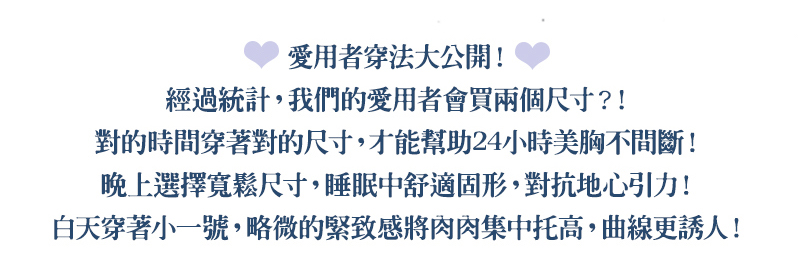 愛用者穿法大公開！
經過統計，我們的愛用者會買兩個尺寸？！
對的時間穿著對的尺寸，才能幫助24小時美胸不間斷！
晚上選擇寬鬆尺寸，睡眠中舒適固形，對抗地心引力！
白天穿著小一號，略微的緊致感將肉肉集中托高，曲線更誘人！